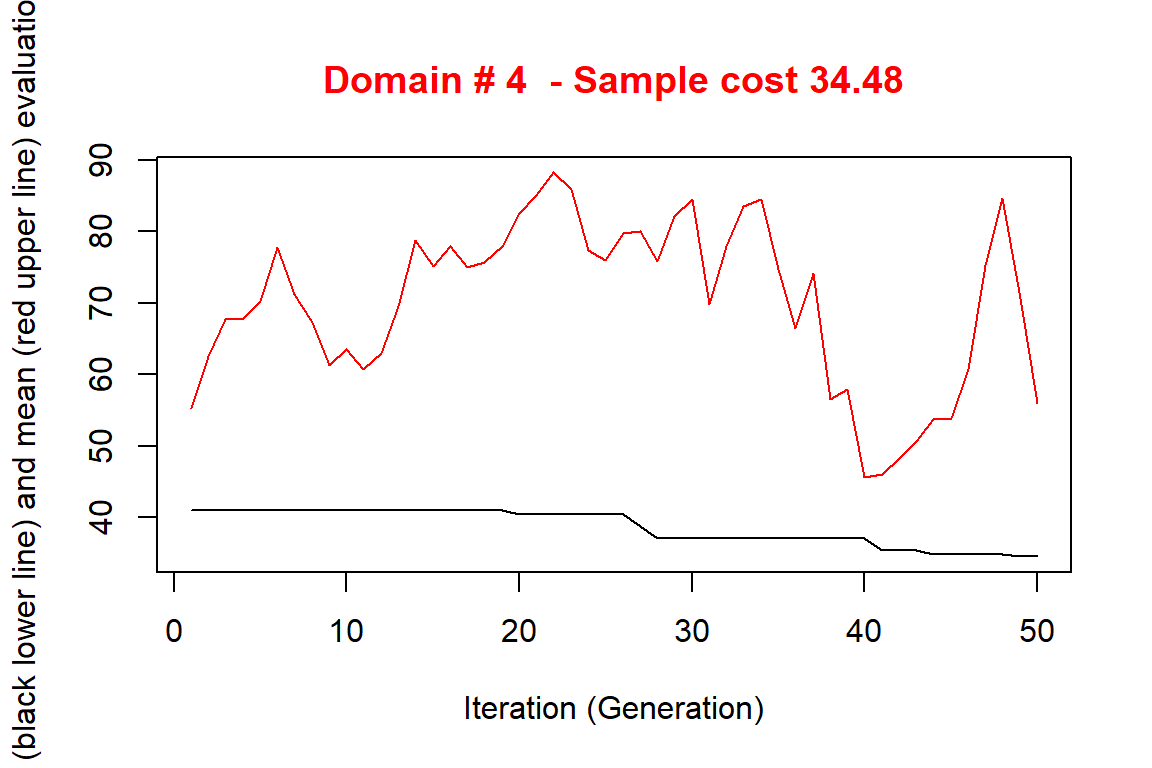 Domain # 4  - Sample cost 34.48
(black lower line) and mean (red upper line) evaluatio
90
80
70
60
50
40
0 10 20 30 40 50
Iteration (Generation)